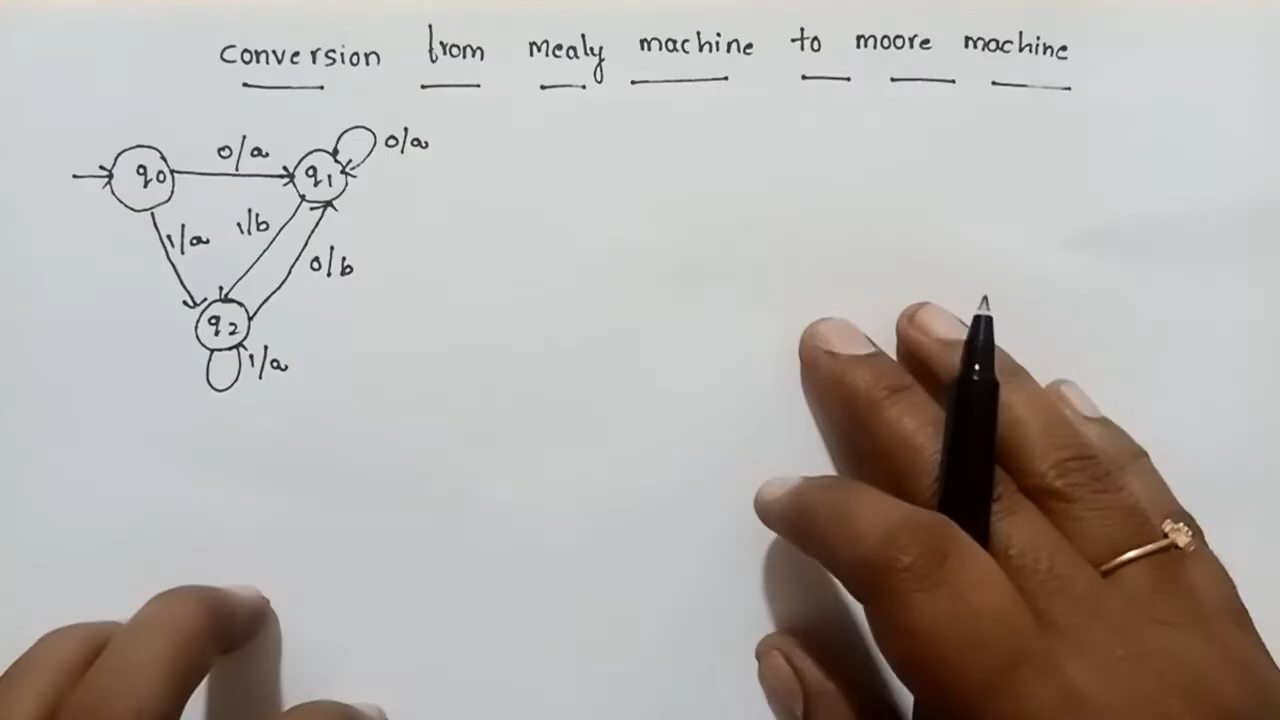 conversion from mealy machine to moore machine
q0 0/a q1 0/a
1/a 1/b 0/b
q2 1/a